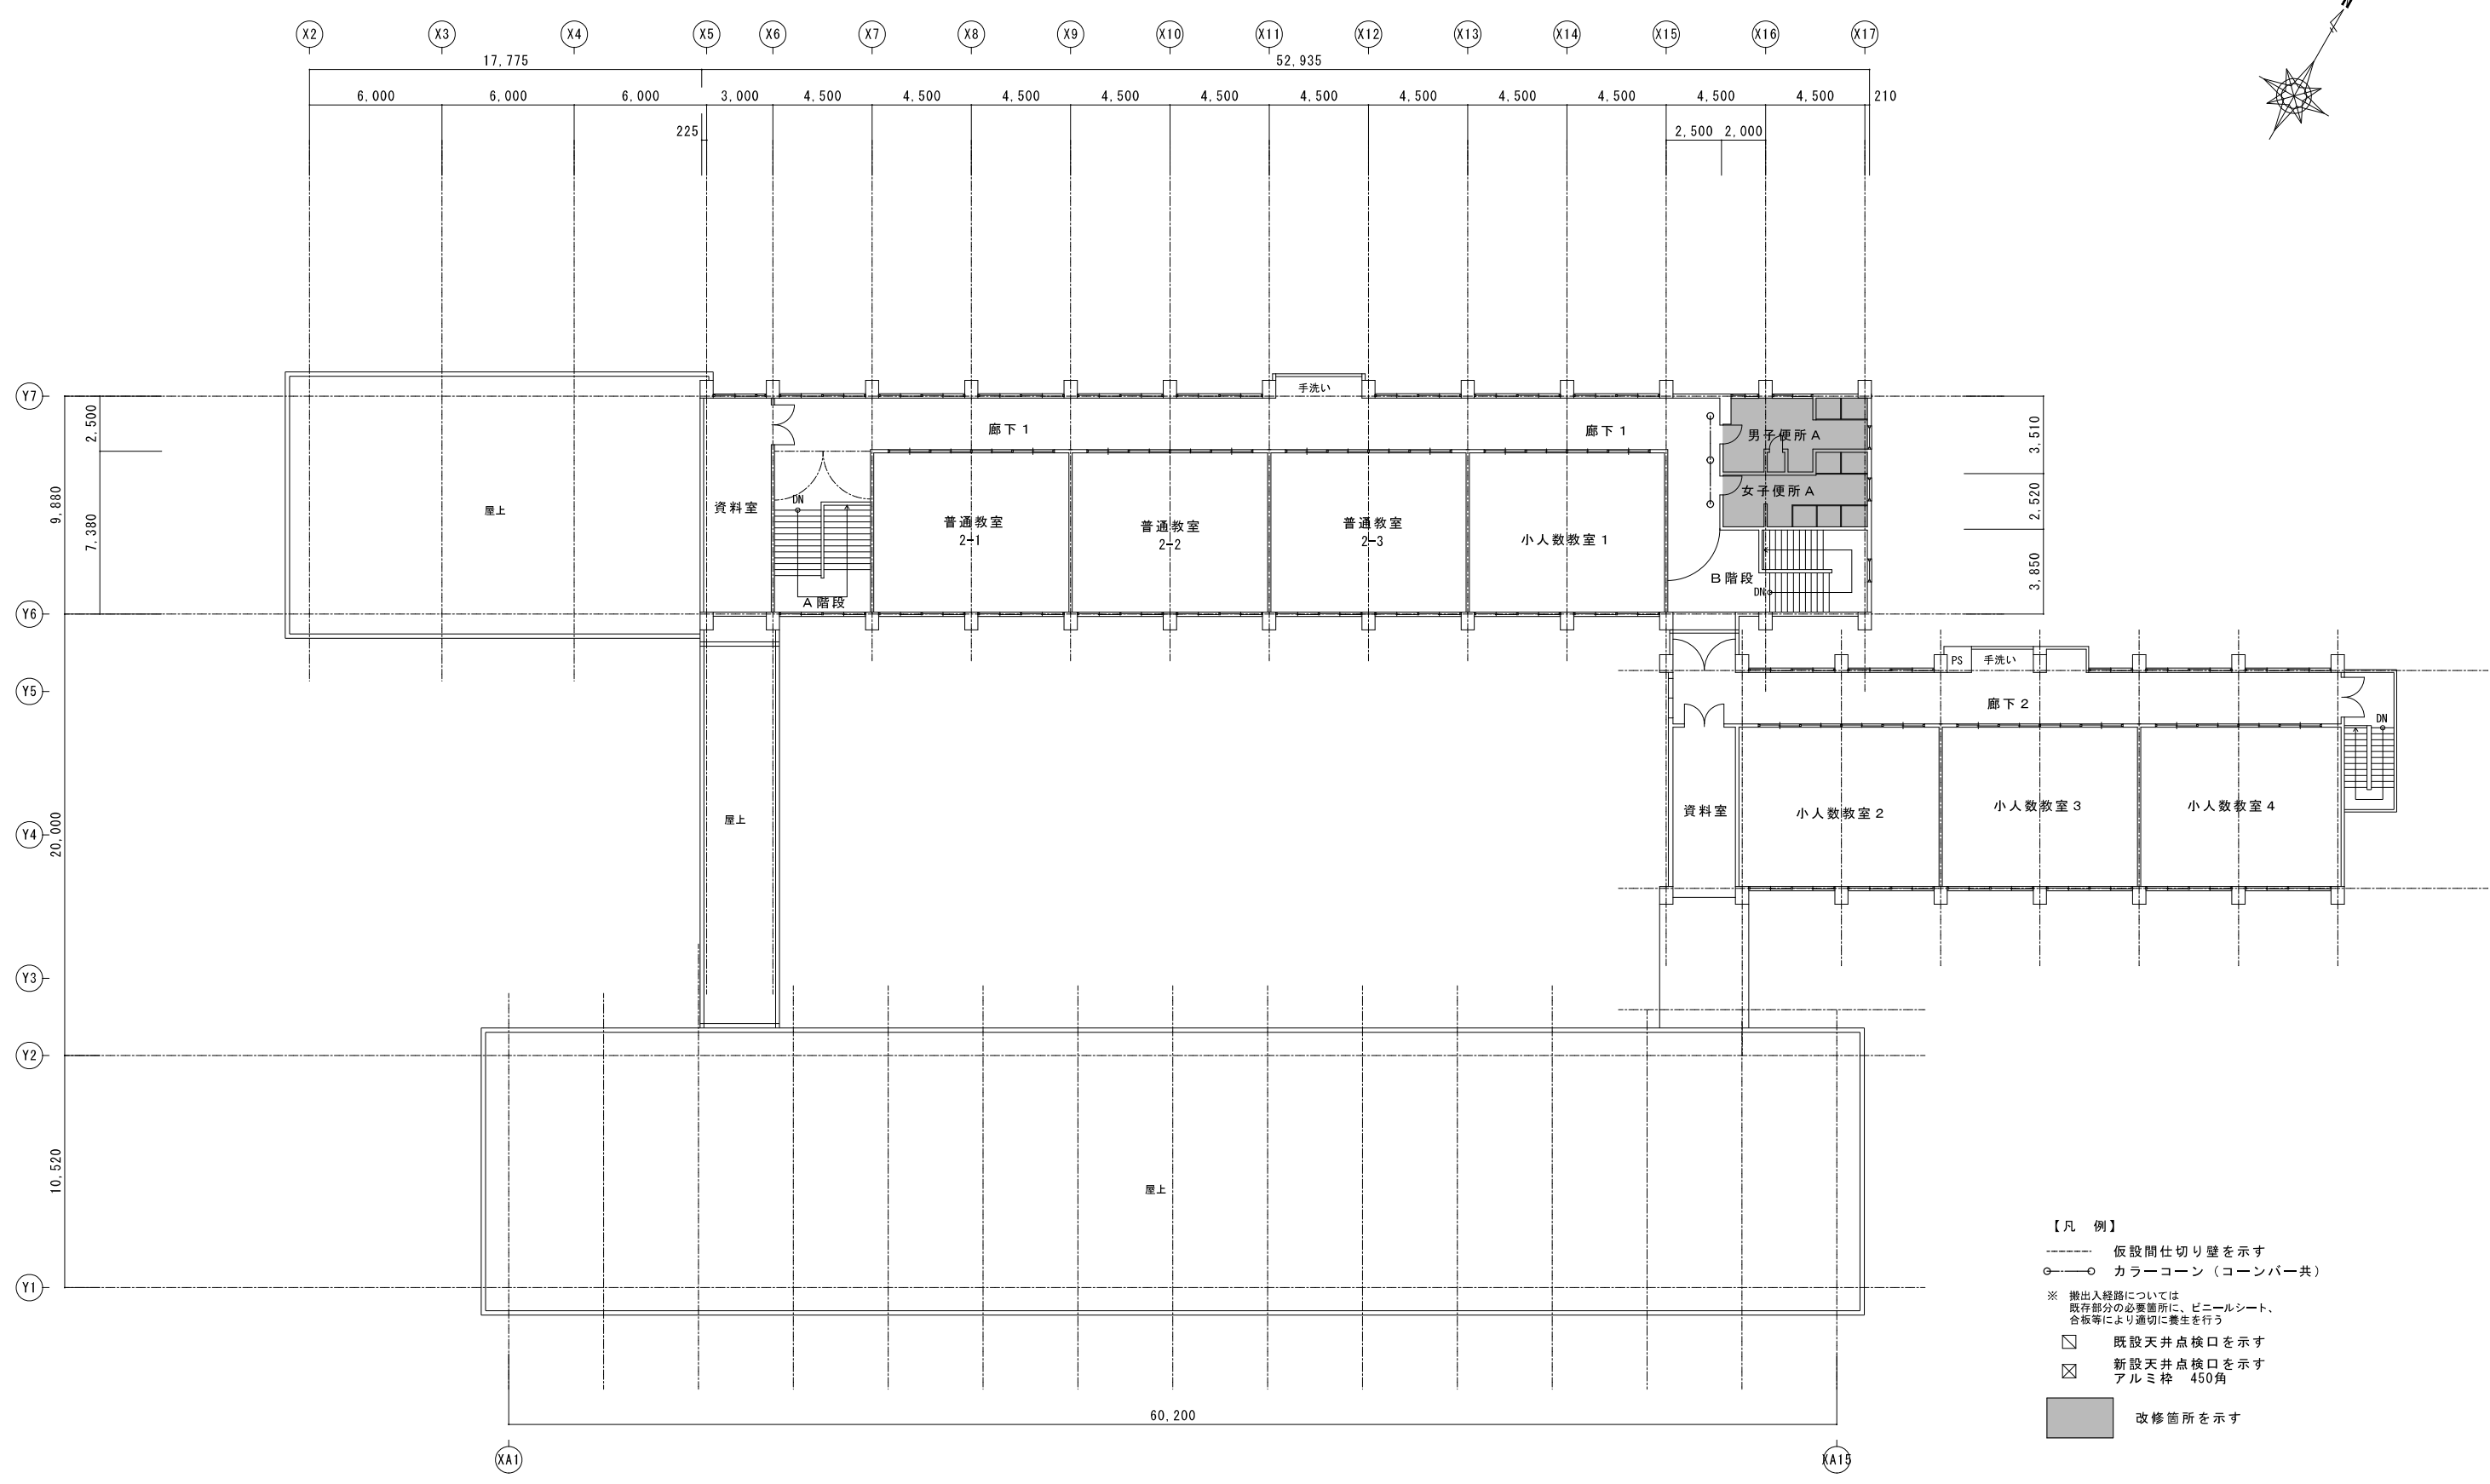 N
X2 X3 X4 X5 X6 X7 X8 X9 X10 X11 X12 X13 X14 X15 X16 X17
17,775 52,935
6,000 6,000 6,000 3,000 4,500 4,500 4,500 4,500 4,500 4,500 4,500 4,500 4,500 4,500 4,500 210
225 2,500 2,000
Y7
Y6
Y5
Y4
Y3
Y2
Y1
2,500
7,380
9,880
20,000
10,520
3,510
2,520
3,850
手洗い
廊下1
廊下1
男子便所A
女子便所A
屋上
資料室
DN
A階段
普通教室
2-1
普通教室
2-2
普通教室
2-3
小人数教室1
B階段
DN
PS
手洗い
廊下2
DN
屋上
資料室
小人数教室2
小人数教室3
小人数教室4
屋上
60,200
XA1
XA15
【凡 例】
仮設間仕切り壁を示す
カラーコーン(コーンバー共)
※ 搬出入経路については
既存部分の必要箇所に、ビニールシート、
合板等により適切に養生を行う
既設天井点検口を示す
新設天井点検口を示す
アルミ枠 450角
改修箇所を示す